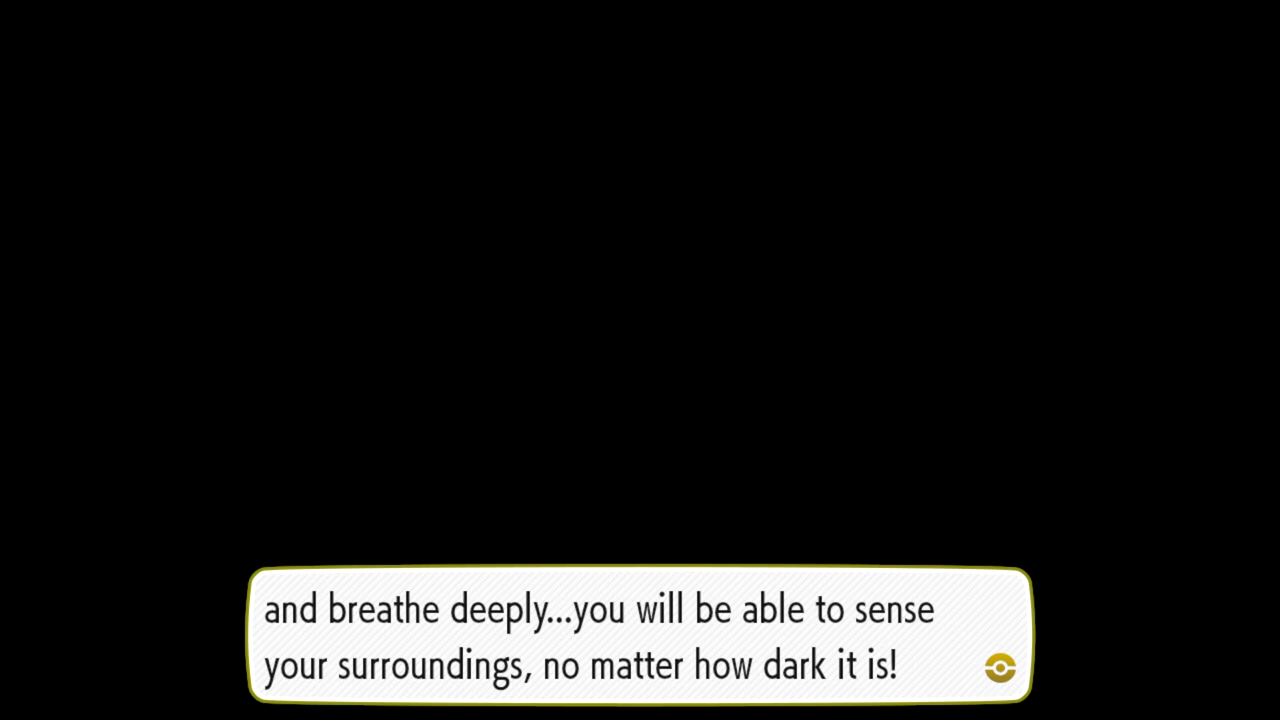 and breathe deeply...you will be able to sense
your surroundings, no matter how dark it is!